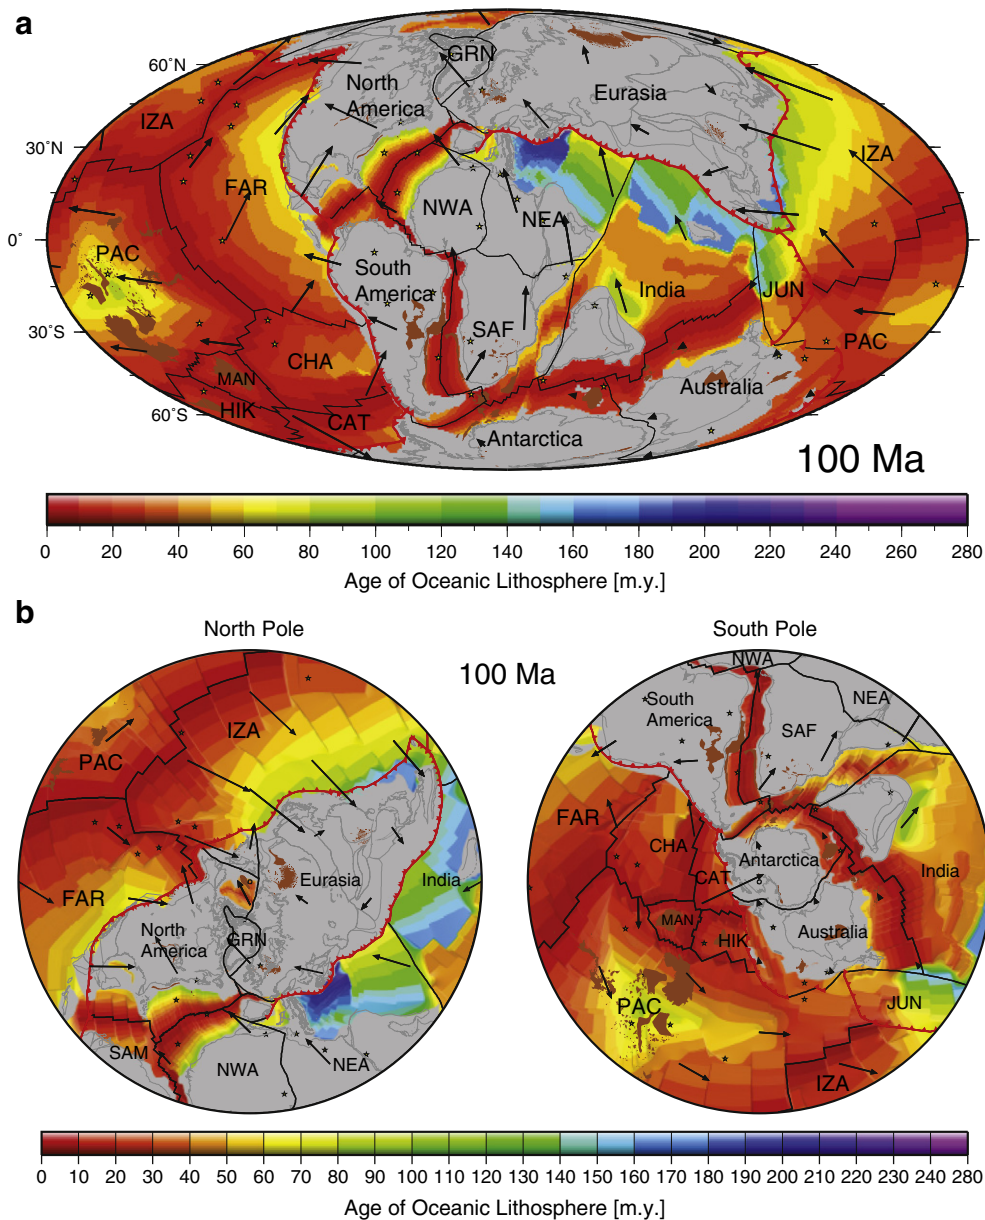 a
60°N
30°N
0°
30°S
60°S
GRN
North
America
Eurasia
IZA
IZA
FAR
NWA
NEA
PAC
South
America
India
JUN
SAF
CHA
PAC
MAN
HIK
CAT
Australia
Antarctica
100 Ma
0 20 40 60 80 100 120 140 160 180 200 220 240 260 280
Age of Oceanic Lithosphere [m.y.]
b
North Pole
South Pole
100 Ma
IZA
PAC
FAR
Eurasia
India
North
America
GRN
SAM
NWA
NEA
NWA
South
America
NEA
SAF
FAR
CHA
Antarctica
CAT
India
MAN
HIK
Australia
PAC
JUN
IZA
0 10 20 30 40 50 60 70 80 90 100 110 120 130 140 150 160 170 180 190 200 210 220 230 240 250 260 270 280
Age of Oceanic Lithosphere [m.y.]